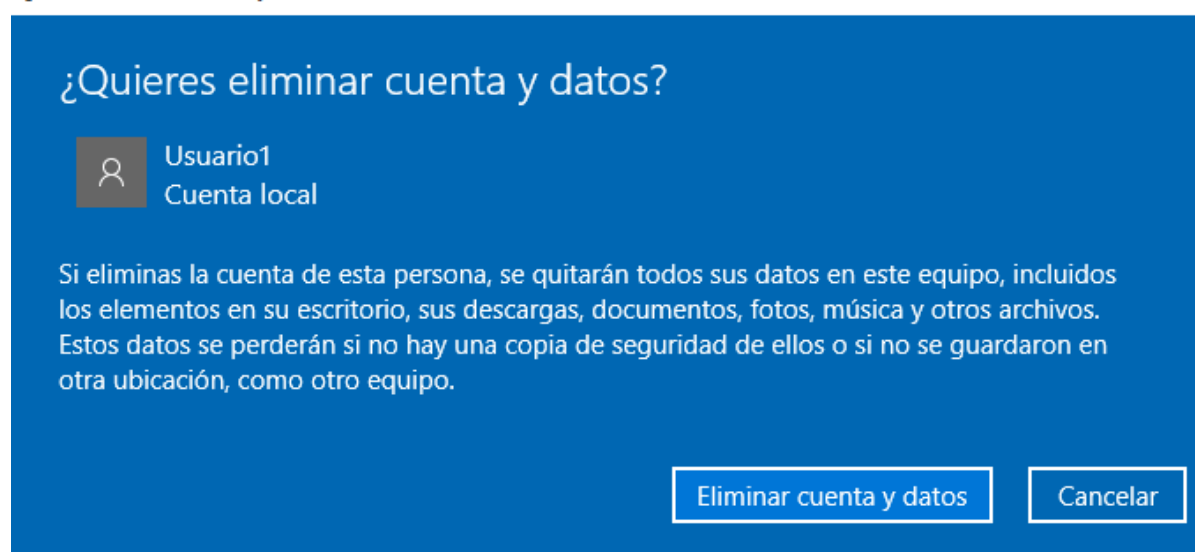 ¿Quieres eliminar cuenta y datos?
Usuario1
Cuenta local
Si eliminas la cuenta de esta persona, se quitarán todos sus datos en este equipo, incluidos
los elementos en su escritorio, sus descargas, documentos, fotos, música y otros archivos.
Estos datos se perderán si no hay una copia de seguridad de ellos o si no se guardaron en
otra ubicación, como otro equipo.
Eliminar cuenta y datos Cancelar